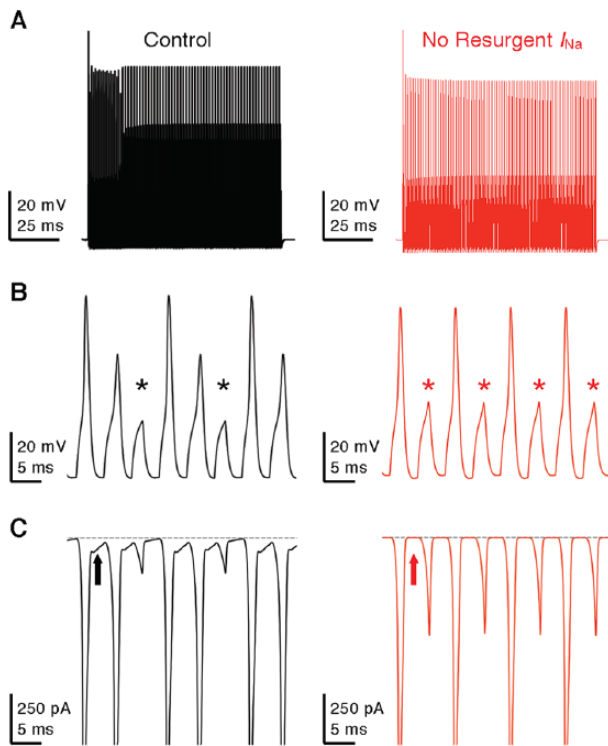 A
Control
No Resurgent INa
20 mV
25 ms
20 mV
25 ms
B
* *
* * * *
20 mV
5 ms
20 mV
5 ms
C
250 pA
5 ms
250 pA
5 ms